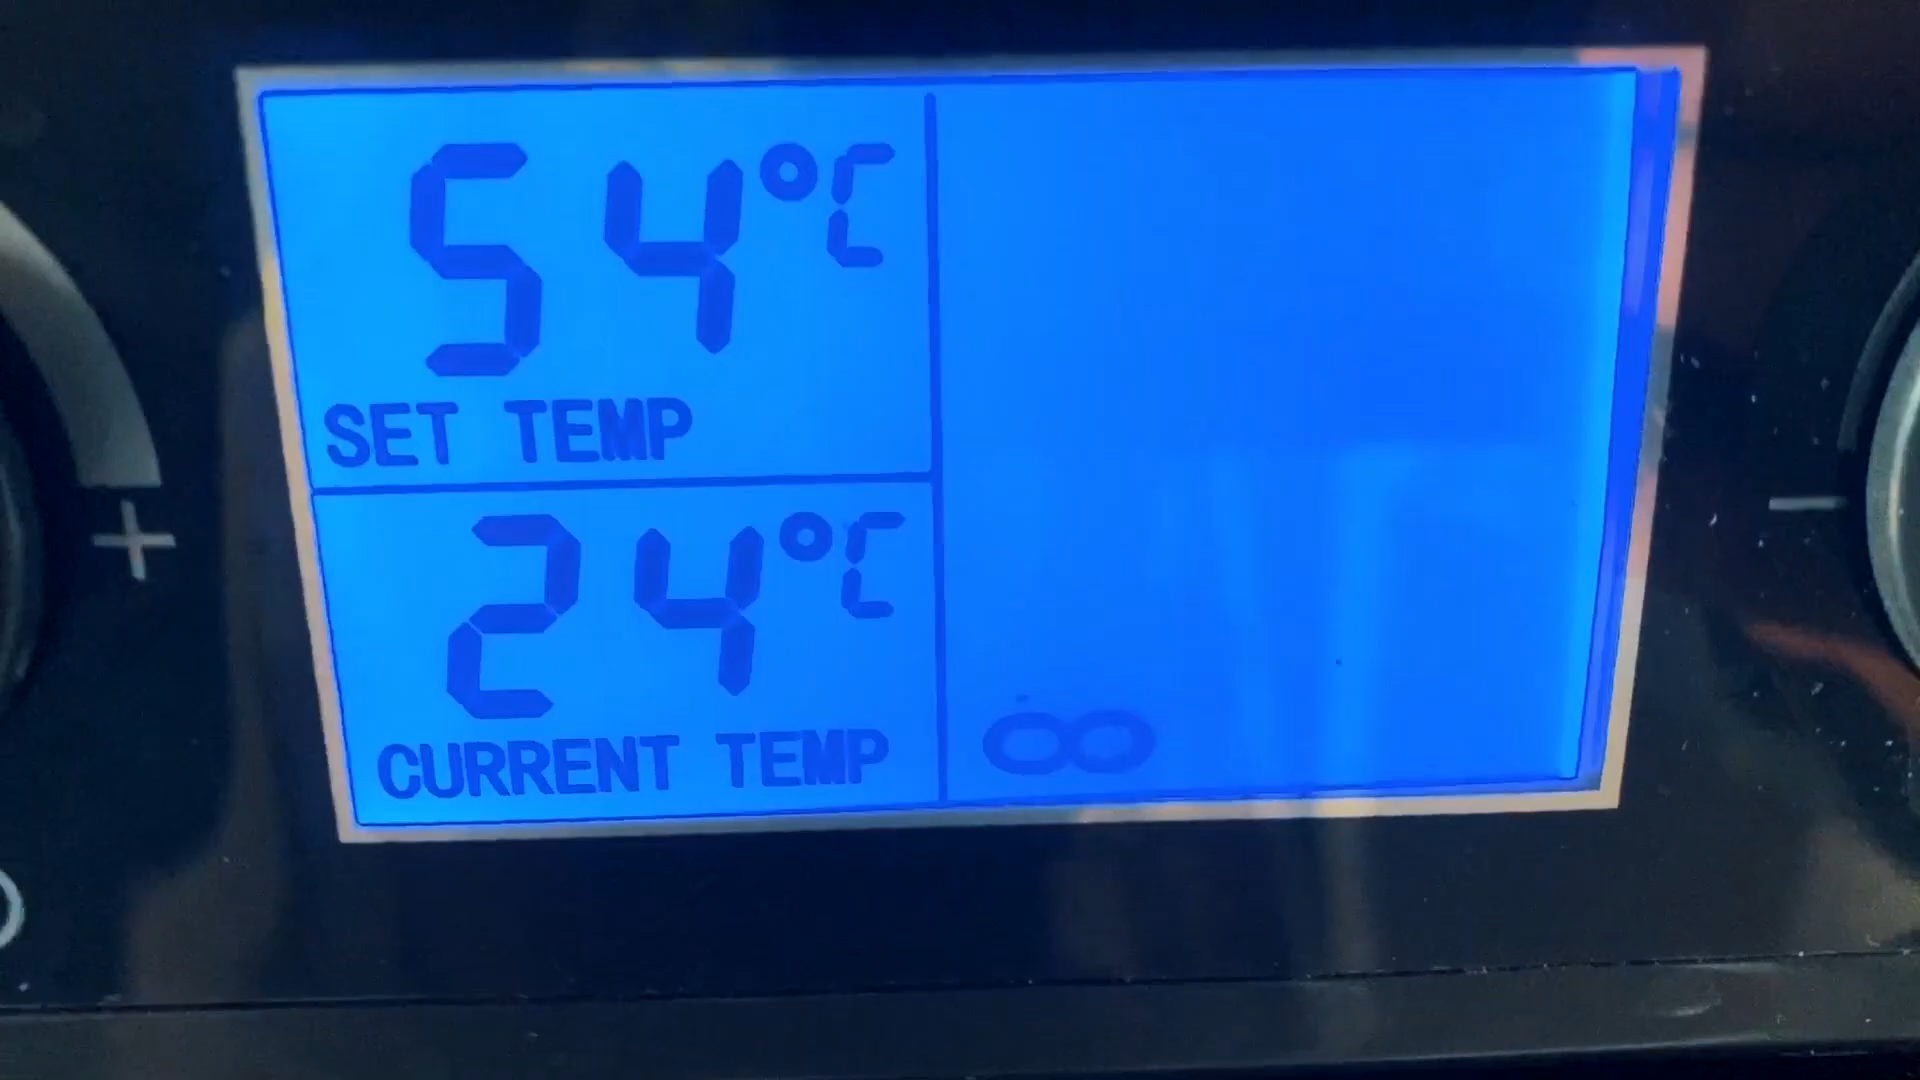 54°C
SET TEMP
24°C
CURRENT TEMP
∞
+
−